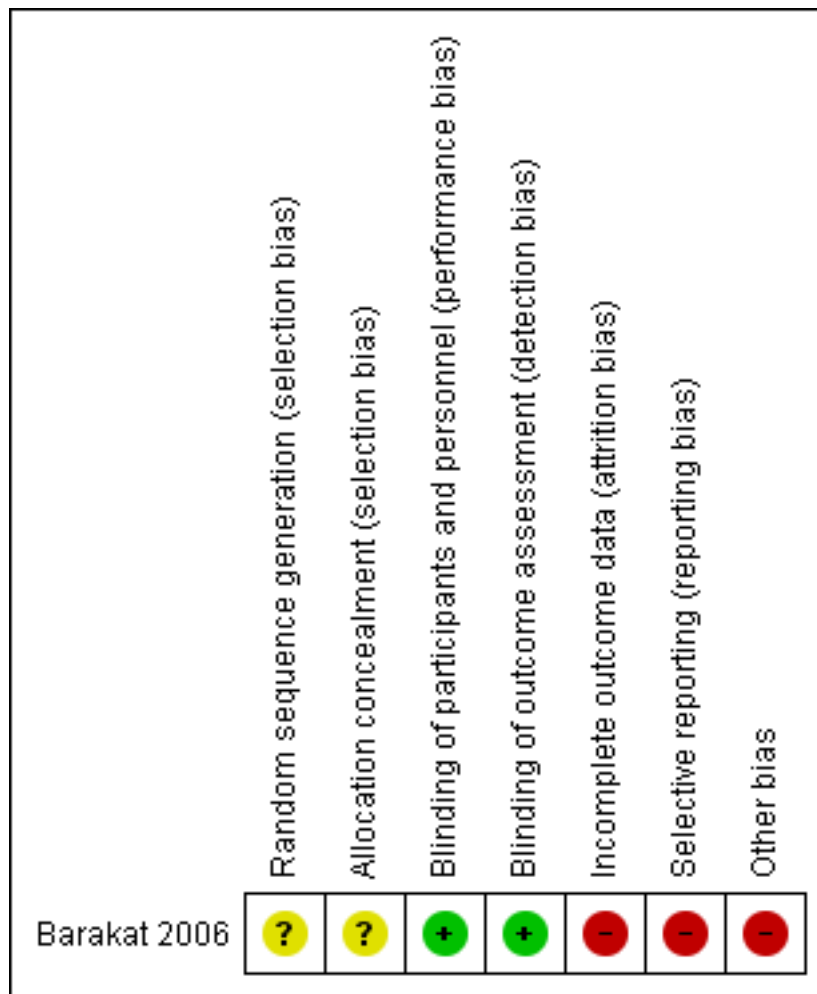 Random sequence generation (selection bias)
Allocation concealment (selection bias)
Blinding of participants and personnel (performance bias)
Blinding of outcome assessment (detection bias)
Incomplete outcome data (attrition bias)
Selective reporting (reporting bias)
Other bias
Barakat 2006 ? ? + + - - -